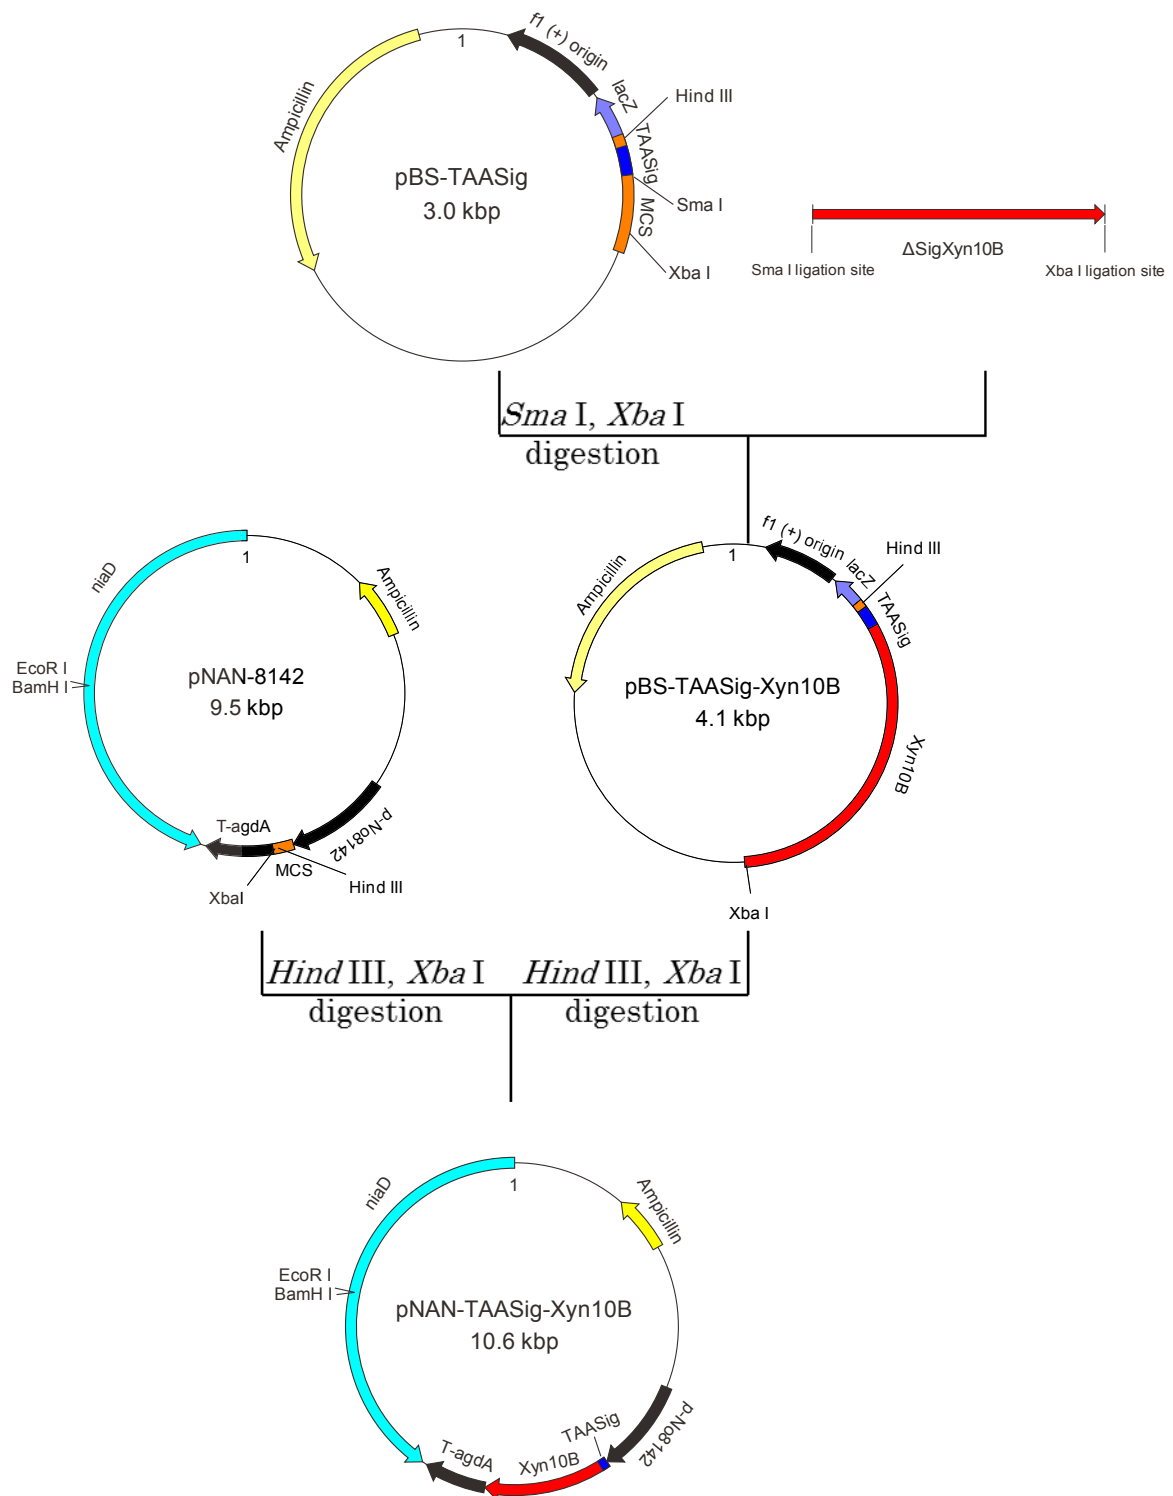 f1 (+) origin
1
lacZ
Hind III
Ampicillin
TAASig
pBS-TAASig
3.0 kbp
Sma I
MCS
Xba I
ΔSigXyn10B
Sma I ligation site
Xba I ligation site
Sma I, Xba I
digestion
niaD
1
Ampicillin
EcoR I
BamH I
pNAN-8142
9.5 kbp
T-agdA
p-No8142
MCS
Hind III
XbaI
f1 (+) origin
1
lacZ
Hind III
Ampicillin
TAASig
pBS-TAASig-Xyn10B
4.1 kbp
Xyn10B
Xba I
Hind III, Xba I
digestion
Hind III, Xba I
digestion
niaD
1
Ampicillin
EcoR I
BamH I
pNAN-TAASig-Xyn10B
10.6 kbp
TAASig
p-No8142
T-agdA
Xyn10B